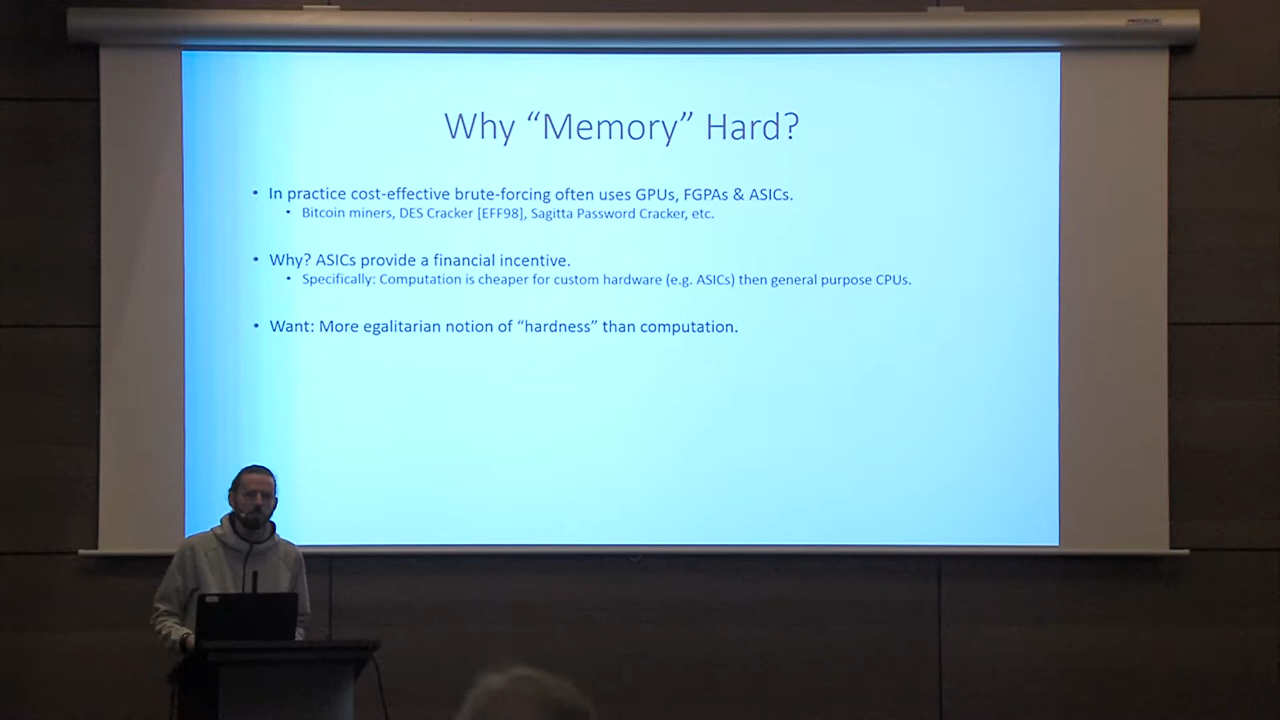 Why “Memory” Hard?
• In practice cost-effective brute-forcing often uses GPUs, FGPAs & ASICs.
• Bitcoin miners, DES Cracker [EFF98], Sagitta Password Cracker, etc.
• Why? ASICs provide a financial incentive.
• Specifically: Computation is cheaper for custom hardware (e.g. ASICs) then general purpose CPUs.
• Want: More egalitarian notion of “hardness” than computation.